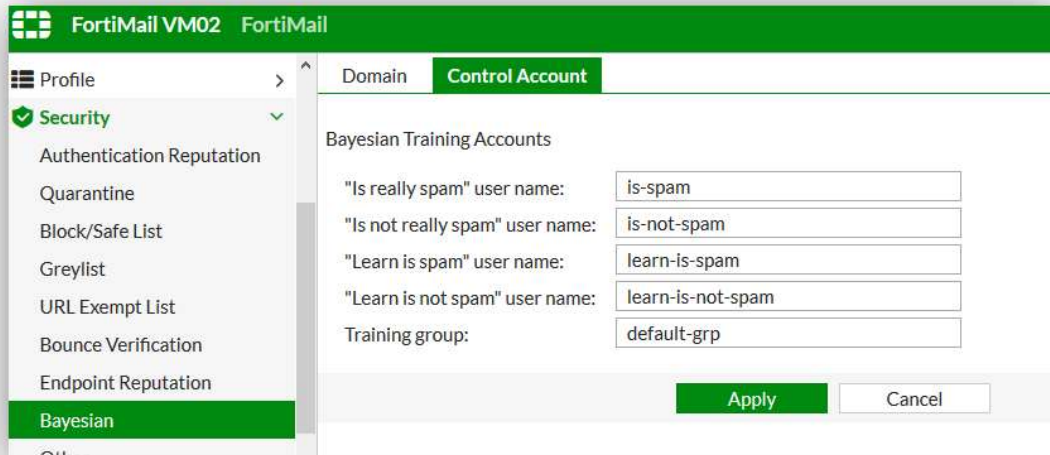 FortiMail VM02 FortiMail
Profile
Security
Authentication Reputation
Quarantine
Block/Safe List
Greylist
URL Exempt List
Bounce Verification
Endpoint Reputation
Bayesian
Domain Control Account
Bayesian Training Accounts
"Is really spam" user name: is-spam
"Is not really spam" user name: is-not-spam
"Learn is spam" user name: learn-is-spam
"Learn is not spam" user name: learn-is-not-spam
Training group: default-grp
Apply Cancel